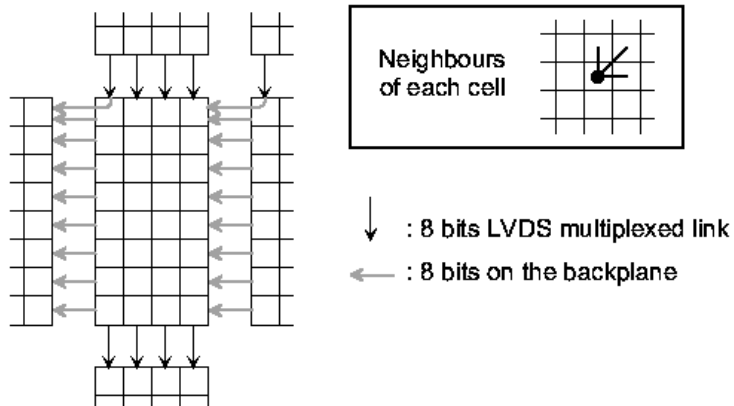 Neighbours
of each cell
: 8 bits LVDS multiplexed link
: 8 bits on the backplane